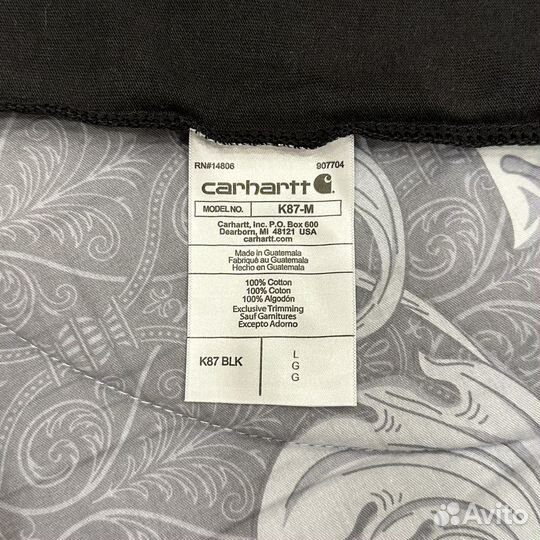 RN#14806 907704
carhartt
MODEL NO. K87-M
Carhartt, Inc. P.O. Box 600
Dearborn, MI 48121 USA
carhartt.com
Made in Guatemala
Fabriqué au Guatemala
Hecho en Guatemala
100% Cotton
100% Coton
100% Algodón
Exclusive Trimming
Sauf Garnitures
Excepto Adorno
K87 BLK L
G
G
Avito